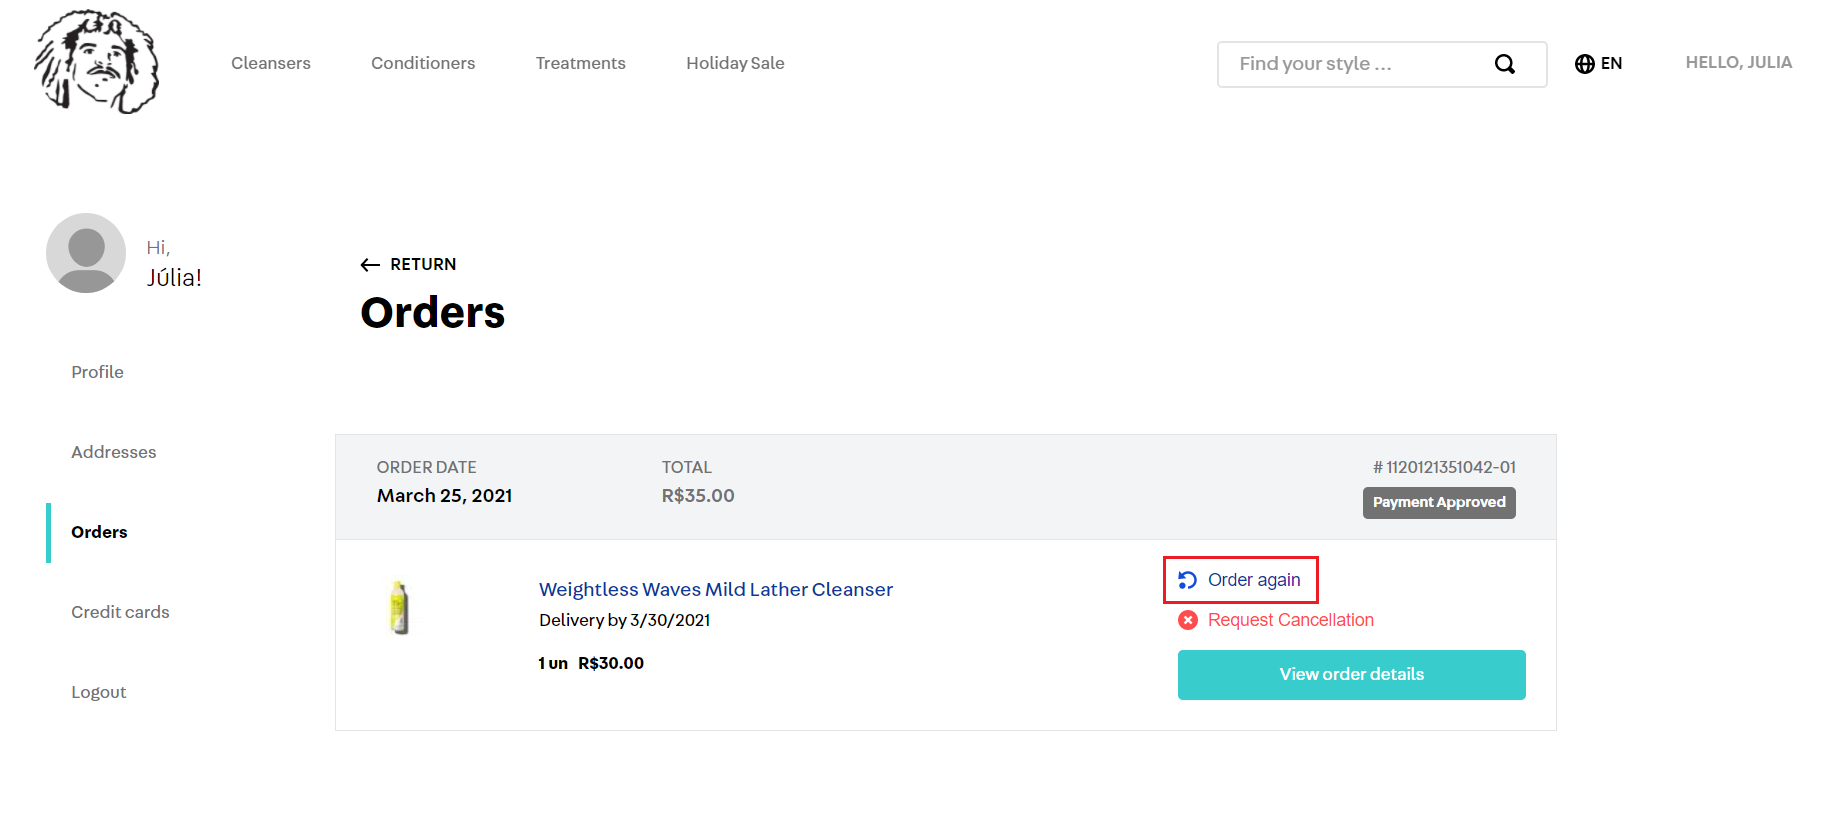 Cleansers Conditioners Treatments Holiday Sale Find your style ... EN HELLO, JULIA
Hi,
Júlia!
Profile
Addresses
Orders
Credit cards
Logout
RETURN
Orders
ORDER DATE TOTAL # 1120121351042-01
March 25, 2021 R$35.00 Payment Approved
Weightless Waves Mild Lather Cleanser
Delivery by 3/30/2021
1 un R$30.00
Order again
Request Cancellation
View order details